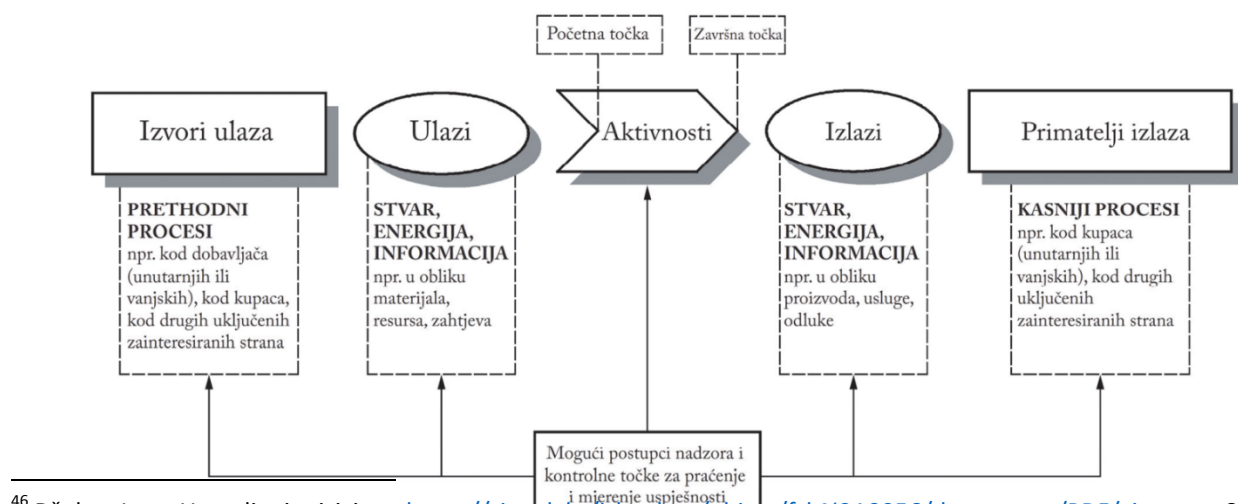 Početna točka
Završna točka
Izvori ulaza
Ulazi
Aktivnosti
Izlazi
Primatelji izlaza
PRETHODNI
PROCESI
npr. kod dobavljača
(unutarnjih ili
vanjskih), kod kupaca,
kod drugih uključenih
zainteresiranih strana
STVAR,
ENERGIJA,
INFORMACIJA
npr. u obliku
materijala,
resursa, zahtjeva
STVAR,
ENERGIJA,
INFORMACIJA
npr. u obliku
proizvoda, usluge,
odluke
KASNIJI PROCESI
npr. kod kupaca
(unutarnjih ili
vanjskih), kod drugih
uključenih
zainteresiranih strana
Mogući postupci nadzora i
kontrolne točke za praćenje
i mjerenje uspješnosti
46